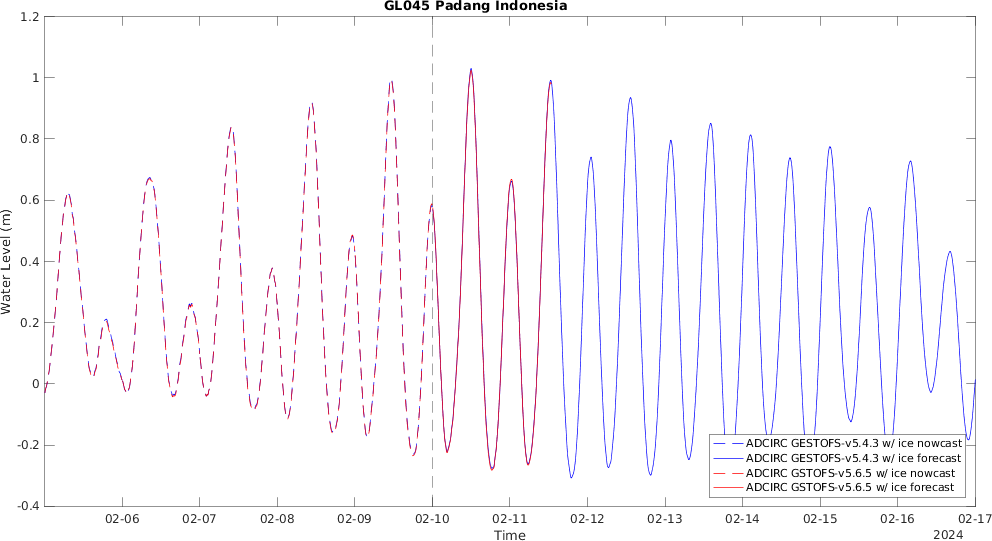 GL045 Padang Indonesia
1.2
1
0.8
0.6
0.4
0.2
0
-0.2
-0.4
Water Level (m)
ADCIRC GESTOFS-v5.4.3 w/ ice nowcast
ADCIRC GESTOFS-v5.4.3 w/ ice forecast
ADCIRC GSTOFS-v5.6.5 w/ ice nowcast
ADCIRC GSTOFS-v5.6.5 w/ ice forecast
02-06 02-07 02-08 02-09 02-10 02-11 02-12 02-13 02-14 02-15 02-16 02-17
Time
2024